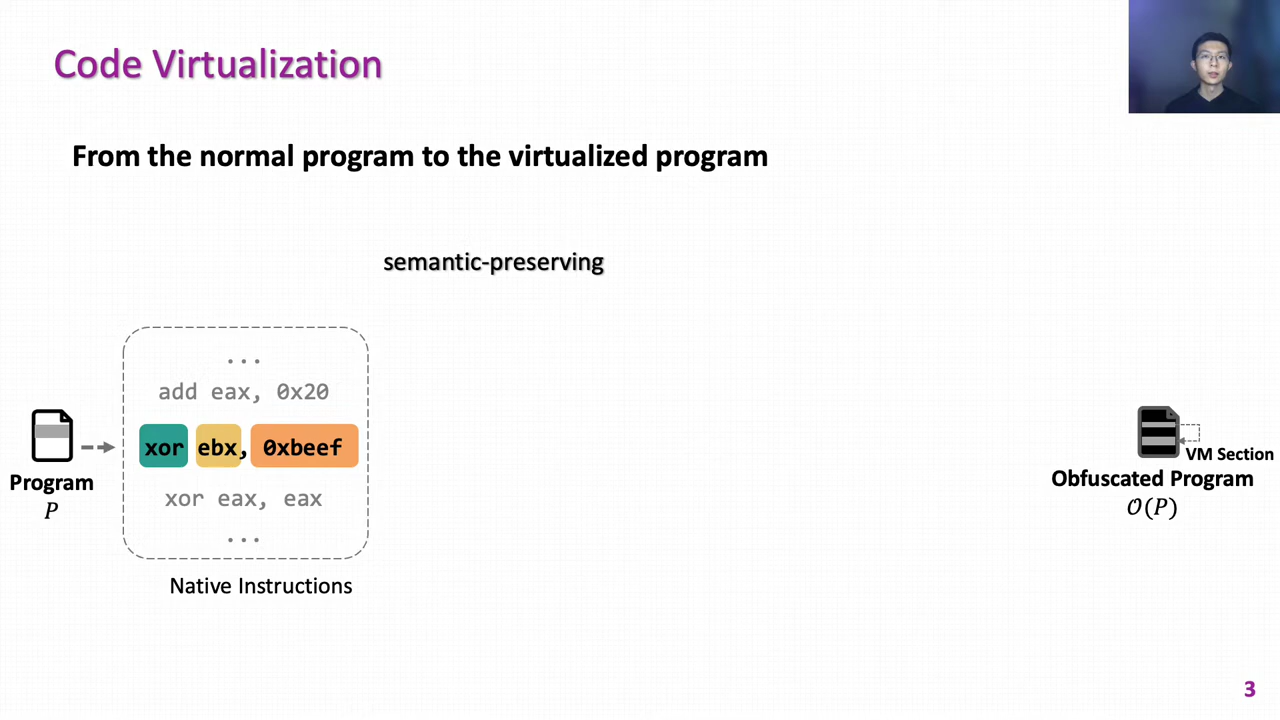 Code Virtualization
From the normal program to the virtualized program
semantic-preserving
...
add eax, 0x20
xor ebx, 0xbeef
xor eax, eax
...
Native Instructions
Program
P
VM Section
Obfuscated Program
𝒪(P)
3